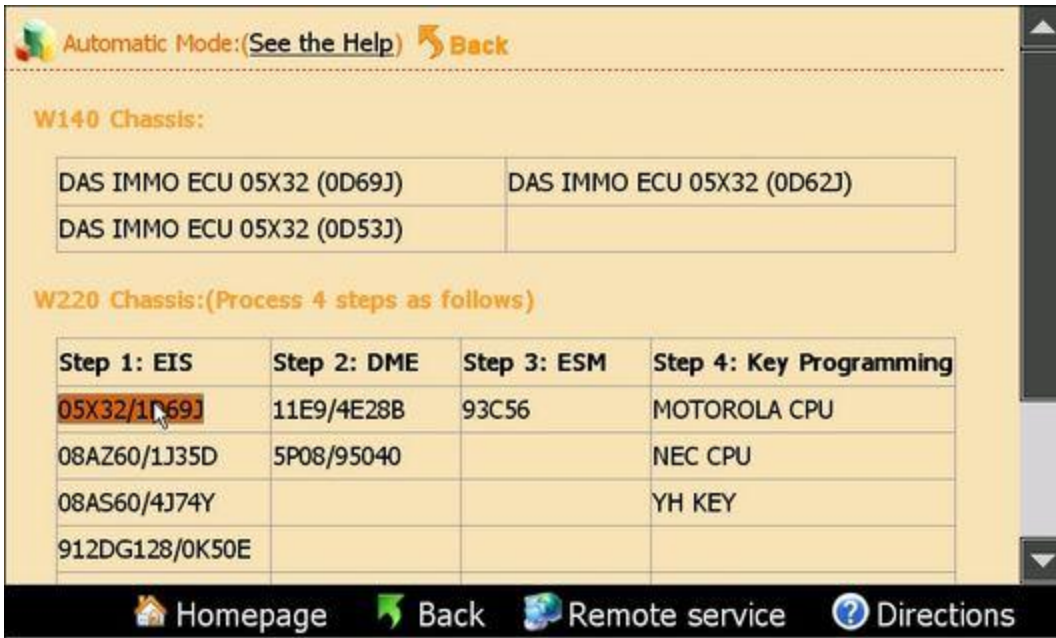 Automatic Mode:(See the Help) Back
W140 Chassis:
DAS IMMO ECU 05X32 (0D69J) DAS IMMO ECU 05X32 (0D62J)
DAS IMMO ECU 05X32 (0D53J)
W220 Chassis:(Process 4 steps as follows)
Step 1: EIS Step 2: DME Step 3: ESM Step 4: Key Programming
05X32/1D69J 11E9/4E28B 93C56 MOTOROLA CPU
08AZ60/1J35D 5P08/95040 NEC CPU
08AS60/4J74Y YH KEY
912DG128/0K50E
Homepage Back Remote service Directions